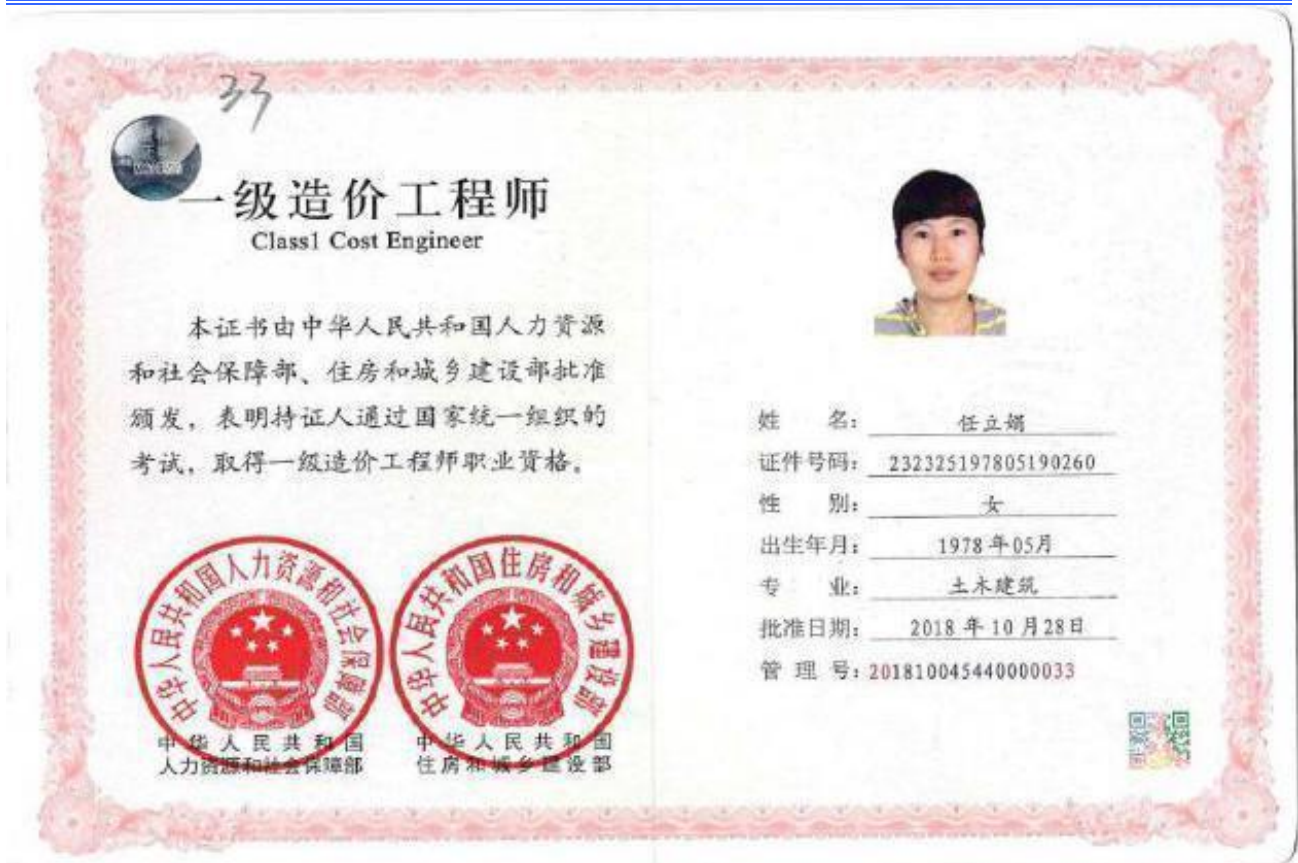 33
一级造价工程师
Class1 Cost Engineer
本证书由中华人民共和国人力资源
和社会保障部、住房和城乡建设部批准
颁发，表明持证人通过国家统一组织的
考试，取得一级造价工程师职业资格。
中华人民共和国人力资源和社会保障部
中华人民共和国住房和城乡建设部
中华人民共和国
人力资源和社会保障部
中华人民共和国
住房和城乡建设部
姓 名：任立娟
证件号码：232325197805190260
性 别：女
出生年月：1978年05月
专 业：土木建筑
批准日期：2018年10月28日
管 理 号：201810045440000033